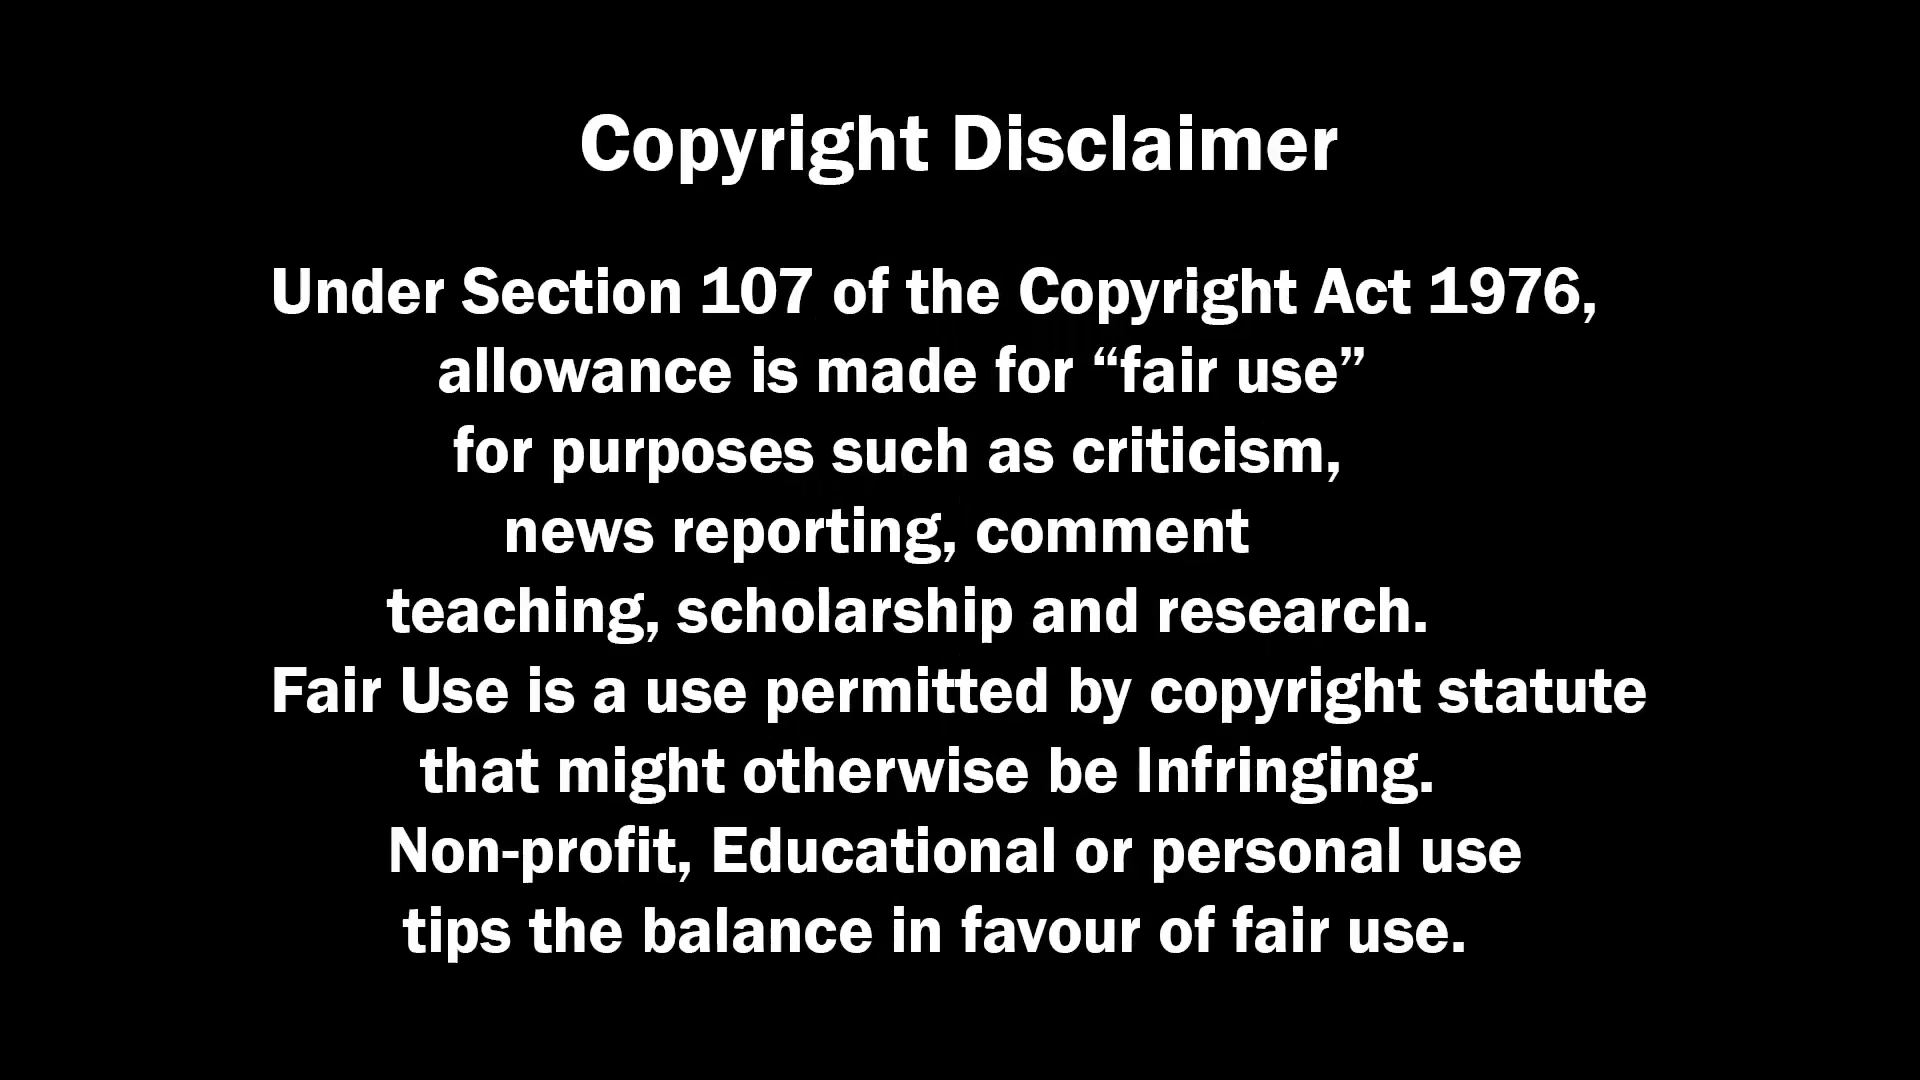 Copyright Disclaimer
Under Section 107 of the Copyright Act 1976,
allowance is made for “fair use”
for purposes such as criticism,
news reporting, comment
teaching, scholarship and research.
Fair Use is a use permitted by copyright statute
that might otherwise be Infringing.
Non-profit, Educational or personal use
tips the balance in favour of fair use.